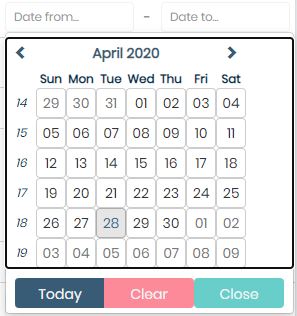 Date from... - Date to...
< April 2020 >
Sun Mon Tue Wed Thu Fri Sat
14 29 30 31 01 02 03 04
15 05 06 07 08 09 10 11
16 12 13 14 15 16 17 18
17 19 20 21 22 23 24 25
18 26 27 28 29 30 01 02
19 03 04 05 06 07 08 09
Today Clear Close